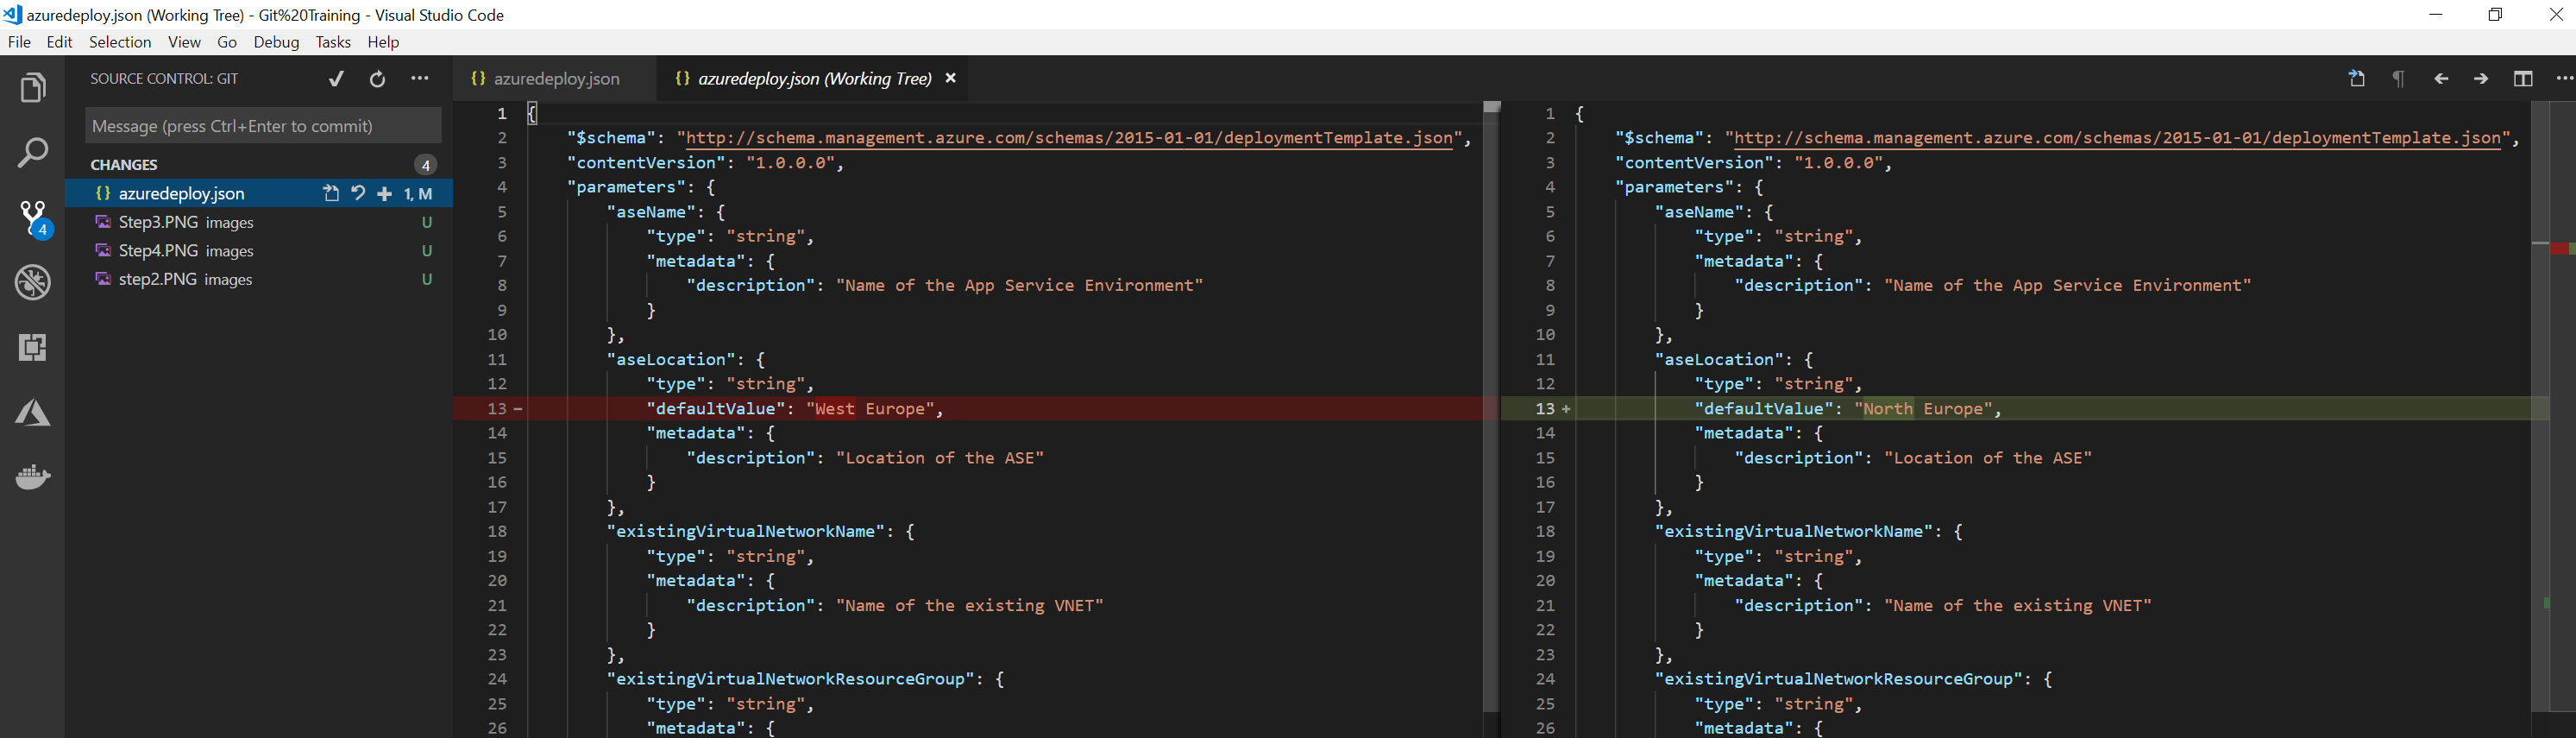 azuredeploy.json (Working Tree) - Git%20Training - Visual Studio Code
File Edit Selection View Go Debug Tasks Help
SOURCE CONTROL: GIT
Message (press Ctrl+Enter to commit)
CHANGES 4
{} azuredeploy.json 1, M
Step3.PNG images U
Step4.PNG images U
step2.PNG images U
4
{} azuredeploy.json
{} azuredeploy.json (Working Tree)
1 {
2 "$schema": "http://schema.management.azure.com/schemas/2015-01-01/deploymentTemplate.json",
3 "contentVersion": "1.0.0.0",
4 "parameters": {
5 "aseName": {
6 "type": "string",
7 "metadata": {
8 "description": "Name of the App Service Environment"
9 }
10 },
11 "aseLocation": {
12 "type": "string",
13 - "defaultValue": "West Europe",
14 "metadata": {
15 "description": "Location of the ASE"
16 }
17 },
18 "existingVirtualNetworkName": {
19 "type": "string",
20 "metadata": {
21 "description": "Name of the existing VNET"
22 }
23 },
24 "existingVirtualNetworkResourceGroup": {
25 "type": "string",
26 "metadata": {
1 {
2 "$schema": "http://schema.management.azure.com/schemas/2015-01-01/deploymentTemplate.json",
3 "contentVersion": "1.0.0.0",
4 "parameters": {
5 "aseName": {
6 "type": "string",
7 "metadata": {
8 "description": "Name of the App Service Environment"
9 }
10 },
11 "aseLocation": {
12 "type": "string",
13 + "defaultValue": "North Europe",
14 "metadata": {
15 "description": "Location of the ASE"
16 }
17 },
18 "existingVirtualNetworkName": {
19 "type": "string",
20 "metadata": {
21 "description": "Name of the existing VNET"
22 }
23 },
24 "existingVirtualNetworkResourceGroup": {
25 "type": "string",
26 "metadata": {